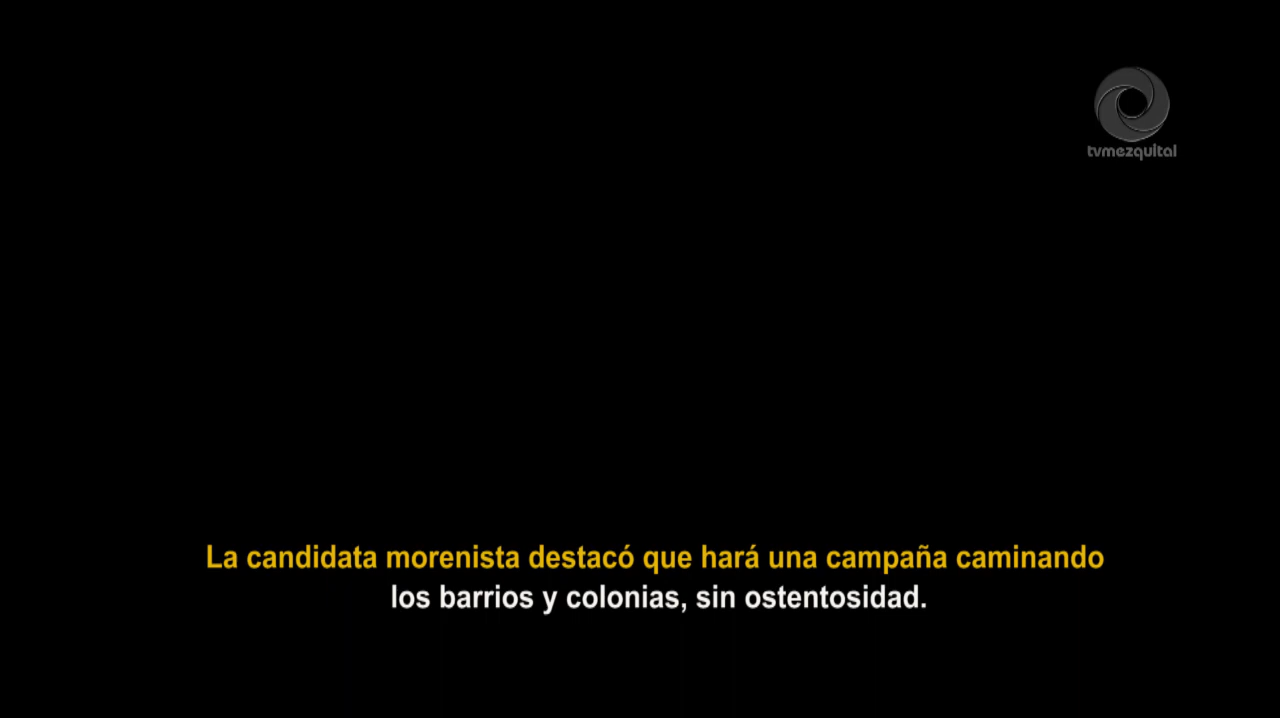 tvmezquital
La candidata morenista destacó que hará una campaña caminando
los barrios y colonias, sin ostentosidad.